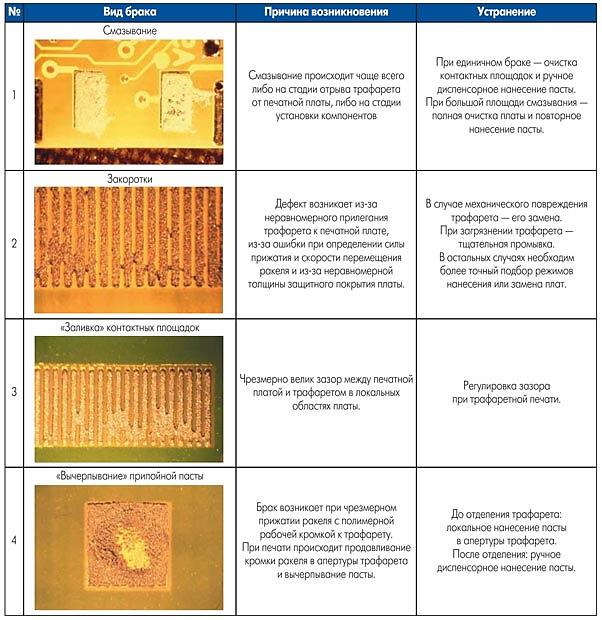 № Вид брака Причина возникновения Устранение
1
Смазывание
Смазывание происходит чаще всего
либо на стадии отрыва трафарета
от печатной платы, либо на стадии
установки компонентов
При единичном браке — очистка
контактных площадок и ручное
диспенсорное нанесение пасты.
При большой площади смазывания —
полная очистка платы и повторное
нанесение пасты.
2
Закоротки
Дефект возникает из-за
неравномерного прилегания
трафарета к печатной плате,
из-за ошибки при определении силы
прижатия и скорости перемещения
ракеля и из-за неравномерной
толщины защитного покрытия платы.
В случае механического повреждения
трафарета — его замена.
При загрязнении трафарета —
тщательная промывка.
В остальных случаях необходим
более точный подбор режимов
нанесения или замена плат.
3
«Заливка» контактных площадок
Чрезмерно велик зазор между печатной
платой и трафаретом в локальных
областях платы.
Регулировка зазора
при трафаретной печати.
4
«Вычерпывание» припойной пасты
Брак возникает при чрезмерном
прижатии ракеля с полимерной
рабочей кромкой к трафарету.
При печати происходит продавливание
кромки ракеля в апертуры трафарета
и вычерпывание пасты.
До отделения трафарета:
локальное нанесение пасты
в апертуры трафарета.
После отделения: ручное
диспенсорное нанесение пасты.